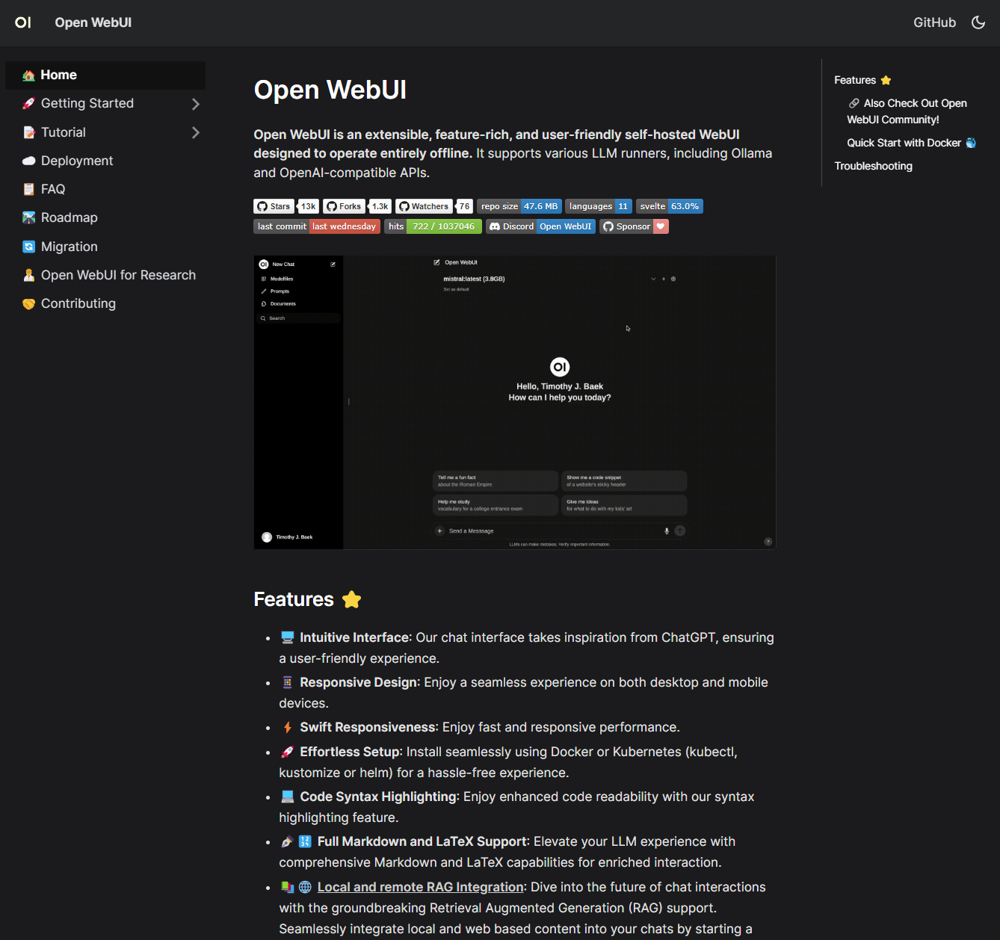 OI Open WebUI GitHub
Home
Getting Started
Tutorial
Deployment
FAQ
Roadmap
Migration
Open WebUI for Research
Contributing
Open WebUI
Open WebUI is an extensible, feature-rich, and user-friendly self-hosted WebUI
designed to operate entirely offline. It supports various LLM runners, including Ollama
and OpenAI-compatible APIs.
Stars 13k Forks 1.3k Watchers 76 repo size 47.6 MB languages 11 svelte 63.0%
last commit last wednesday hits 722 / 1037046 Discord Open WebUI Sponsor
OI New Chat
Modelfiles
Prompts
Documents
Search
Timothy J. Baek
Open WebUI
mistral:latest (3.8GB)
Set as default
OI
Hello, Timothy J. Baek
How can I help you today?
Tell me a fun fact
about the Roman Empire
Show me a code snippet
of a website's sticky header
Help me study
vocabulary for a college entrance exam
Give me ideas
for what to do with my kids' art
Send a Messsage
LLMs can make mistakes. Verify important information.
?
Features
Intuitive Interface: Our chat interface takes inspiration from ChatGPT, ensuring
a user-friendly experience.
Responsive Design: Enjoy a seamless experience on both desktop and mobile
devices.
Swift Responsiveness: Enjoy fast and responsive performance.
Effortless Setup: Install seamlessly using Docker or Kubernetes (kubectl,
kustomize or helm) for a hassle-free experience.
Code Syntax Highlighting: Enjoy enhanced code readability with our syntax
highlighting feature.
Full Markdown and LaTeX Support: Elevate your LLM experience with
comprehensive Markdown and LaTeX capabilities for enriched interaction.
Local and remote RAG Integration: Dive into the future of chat interactions
with the groundbreaking Retrieval Augmented Generation (RAG) support.
Seamlessly integrate local and web based content into your chats by starting a
Features
Also Check Out Open
WebUI Community!
Quick Start with Docker
Troubleshooting